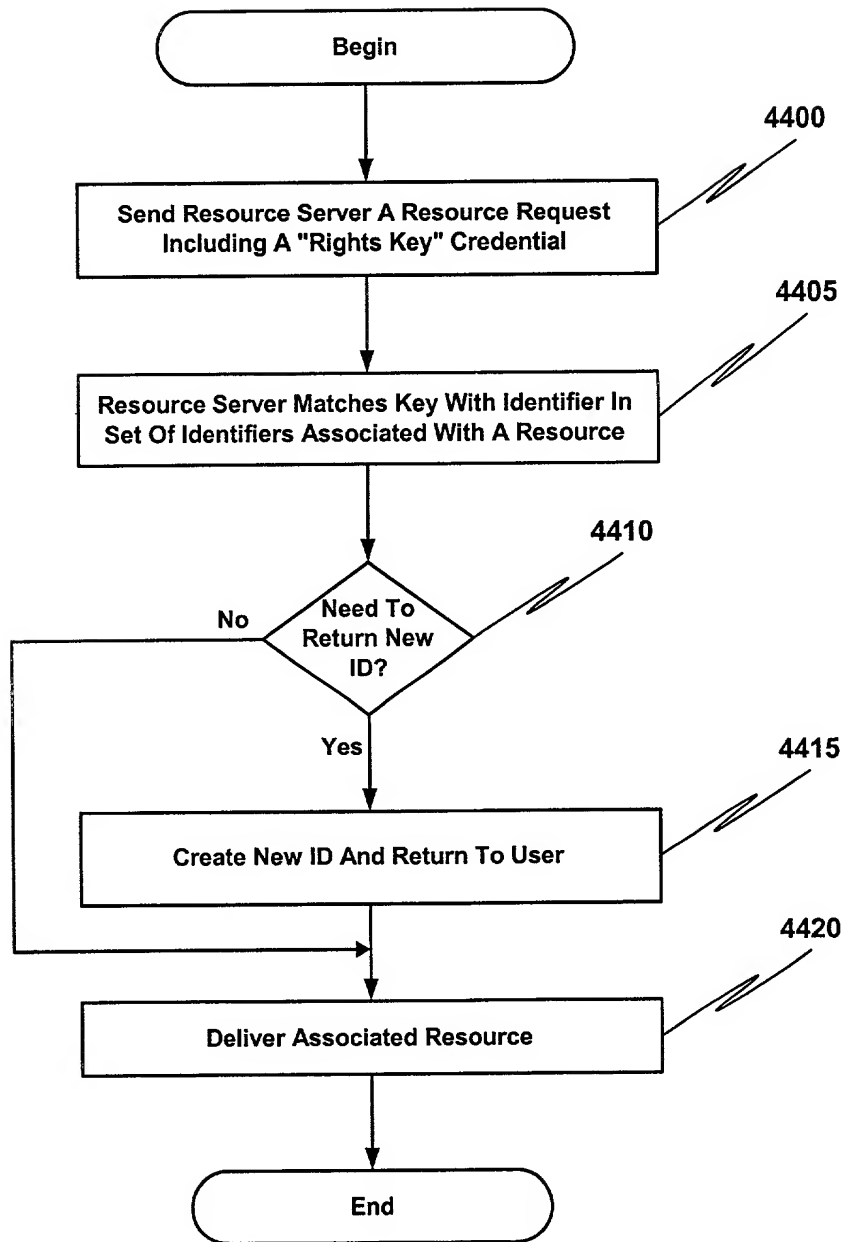 Begin
4400
Send Resource Server A Resource Request
Including A "Rights Key" Credential
4405
Resource Server Matches Key With Identifier In
Set Of Identifiers Associated With A Resource
4410
No
Need To
Return New
ID?
Yes
4415
Create New ID And Return To User
4420
Deliver Associated Resource
End